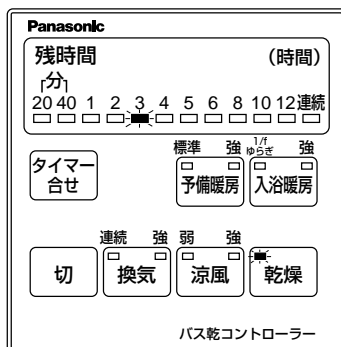 Panasonic
残時間 (時間)
┌分┐
20 40 1 2 3 4 5 6 8 10 12 連続
標準 強 1/fゆらぎ 強
タイマー合せ 予備暖房 入浴暖房
連続 強 弱 強
切 換気 涼風 乾燥
バス乾コントローラー